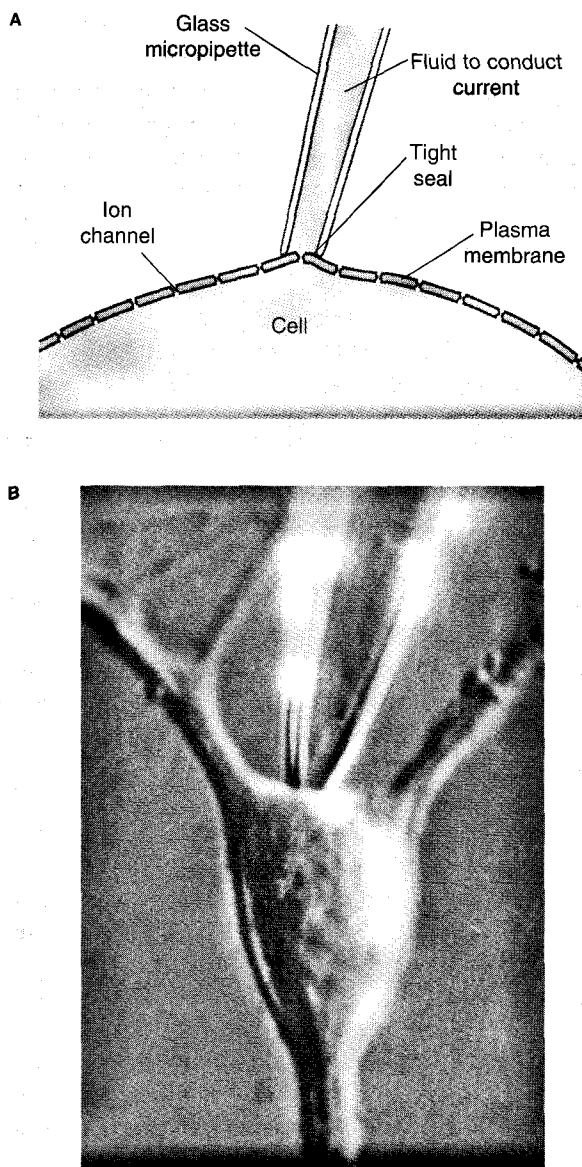 A
Glass
micropipette
Fluid to conduct
current
Tight
seal
Ion
channel
Plasma
membrane
Cell
B